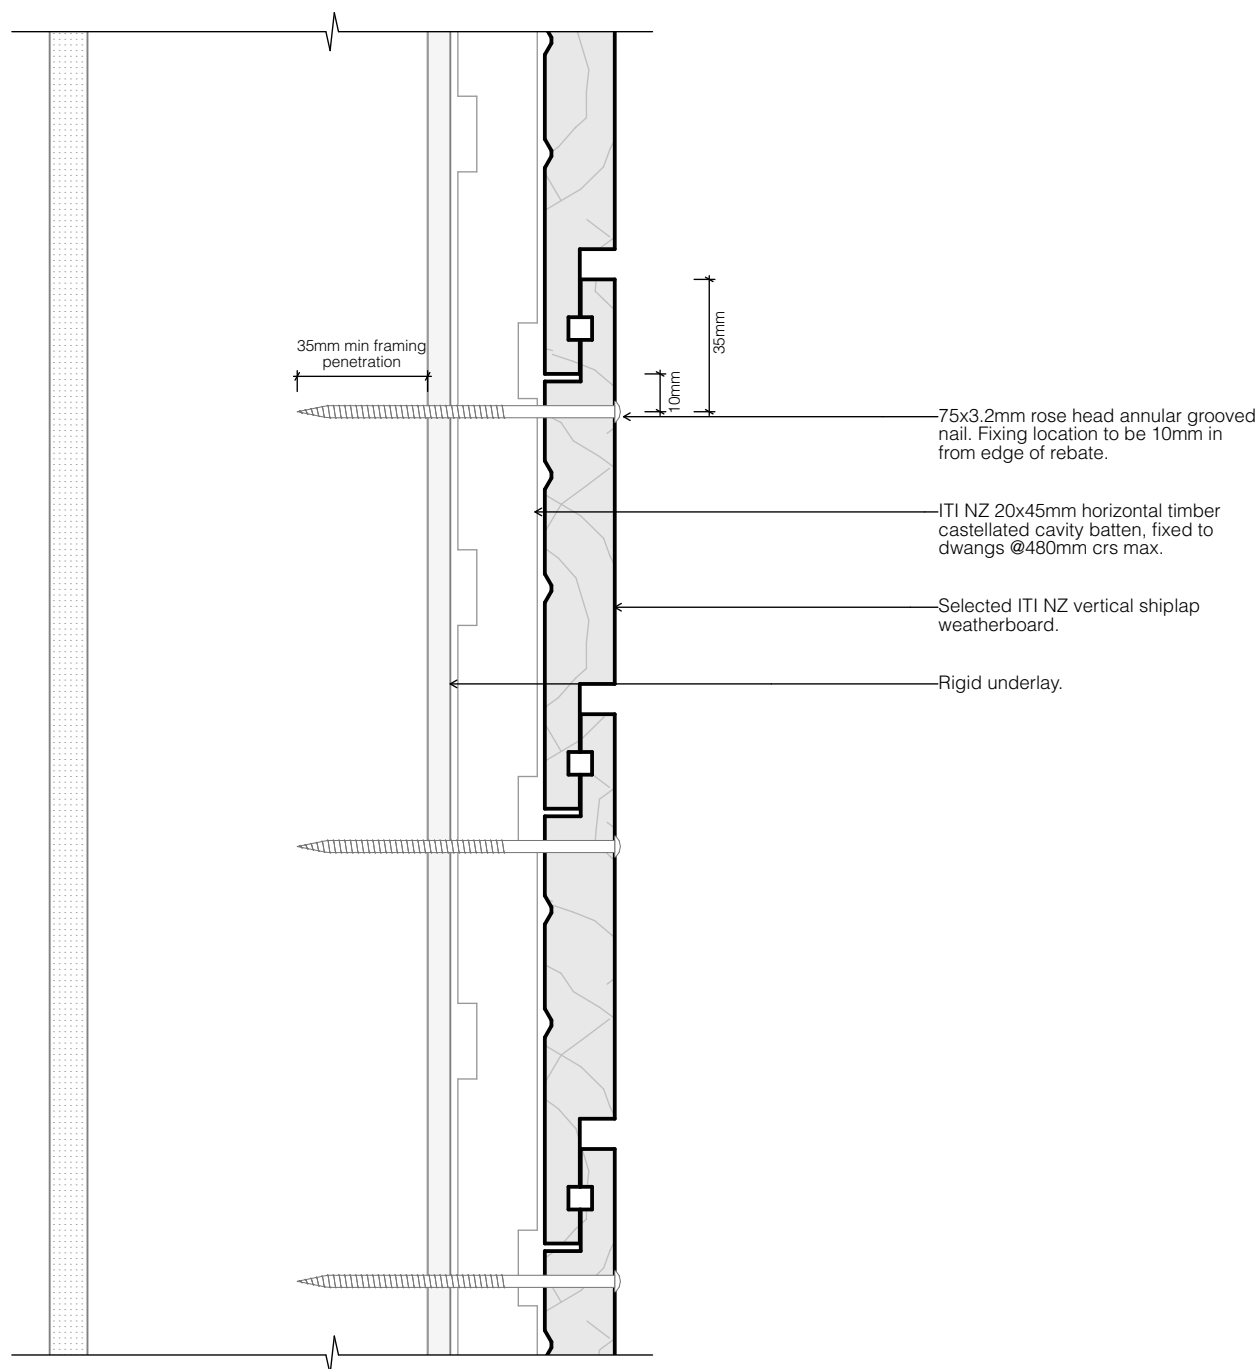 35mm min framing
penetration
35mm
10mm
75x3.2mm rose head annular grooved
nail. Fixing location to be 10mm in
from edge of rebate.
ITI NZ 20x45mm horizontal timber
castellated cavity batten, fixed to
dwangs @480mm crs max.
Selected ITI NZ vertical shiplap
weatherboard.
Rigid underlay.